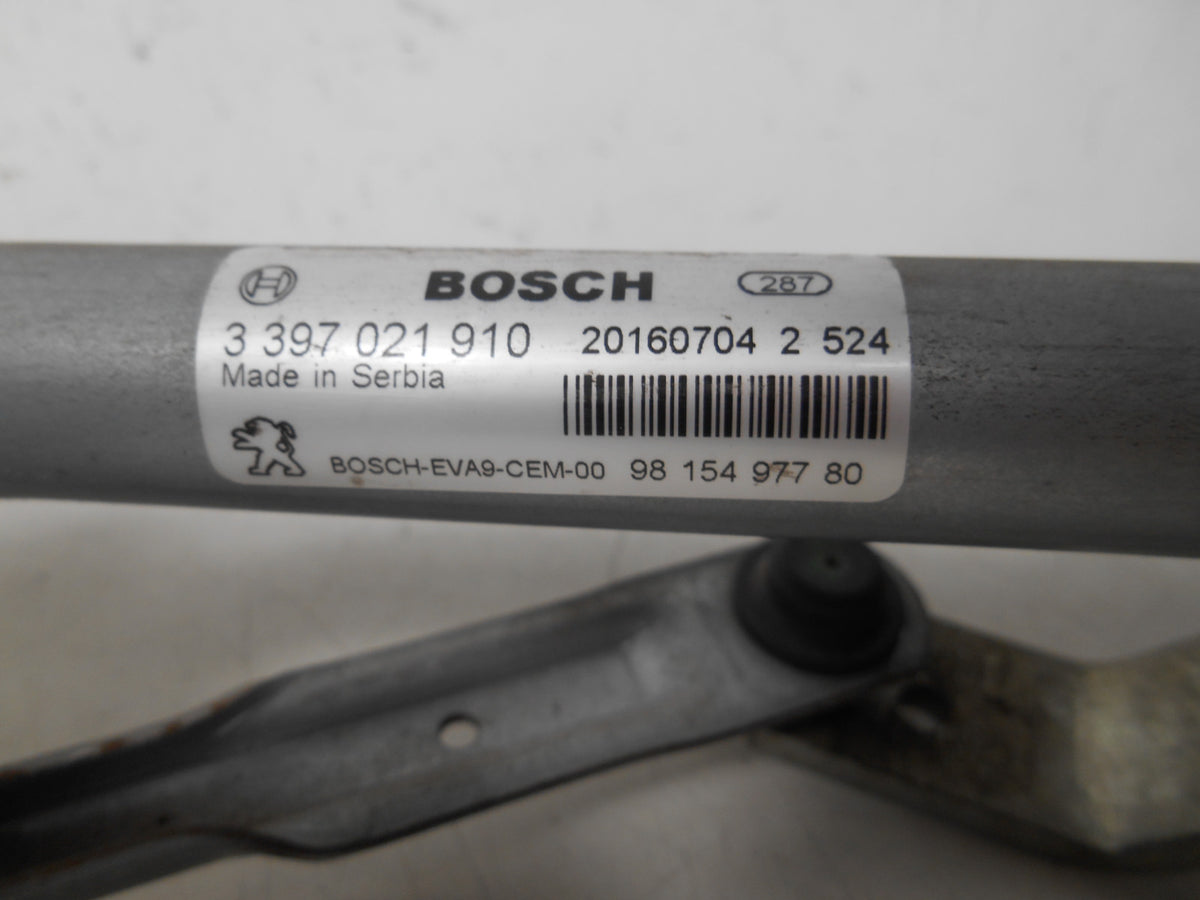 BOSCH 287
3 397 021 910 20160704 2 524
Made in Serbia
BOSCH-EVA9-CEM-00 98 154 977 80